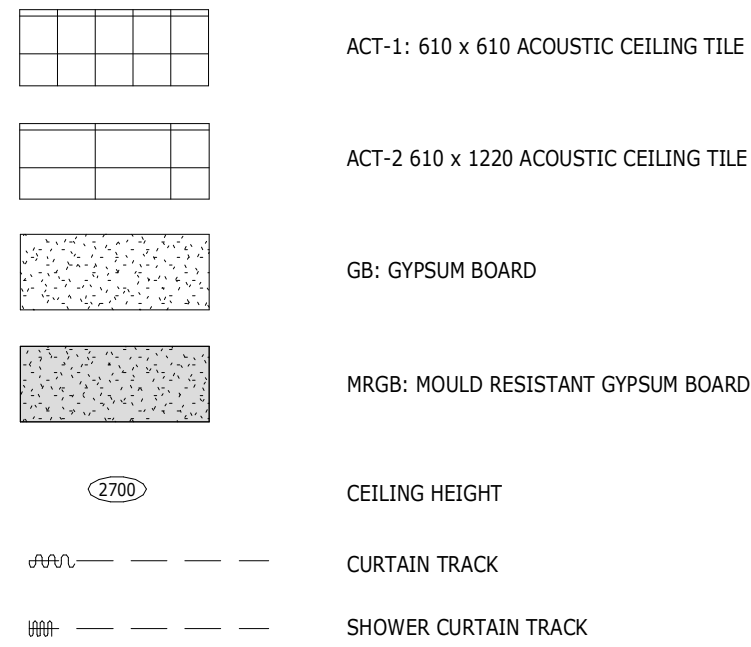 ACT-1: 610 x 610 ACOUSTIC CEILING TILE
ACT-2 610 x 1220 ACOUSTIC CEILING TILE
GB: GYPSUM BOARD
MRGB: MOULD RESISTANT GYPSUM BOARD
2700 CEILING HEIGHT
CURTAIN TRACK
SHOWER CURTAIN TRACK